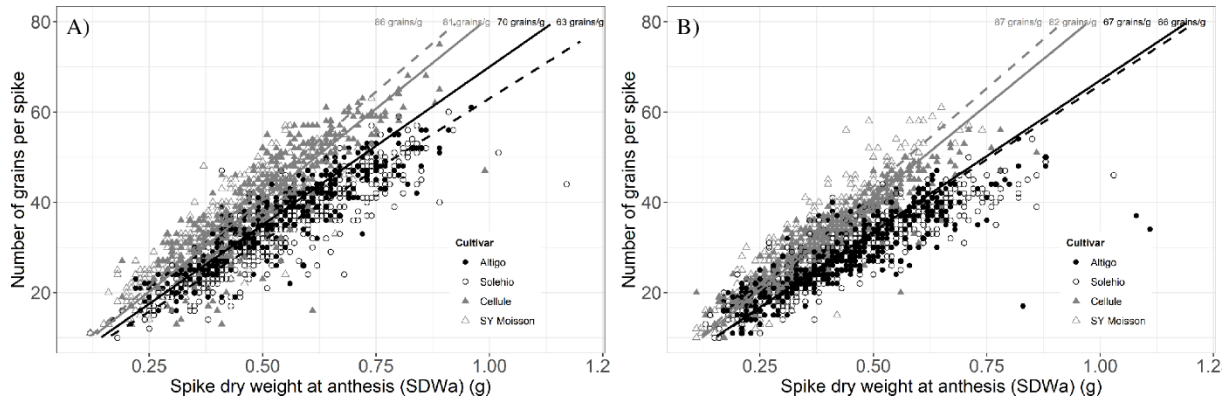 A)
86 grains/g 81 grains/g 70 grains/g 63 grains/g
80
60
40
20
Number of grains per spike
Cultivar
Altigo
Solehio
Cellule
SY Moisson
0.25 0.50 0.75 1.00 1.2
Spike dry weight at anthesis (SDWa) (g)
B)
87 grains/g 82 grains/g 67 grains/g 66 grains/g
80
60
40
20
Number of grains per spike
Cultivar
Altigo
Solehio
Cellule
SY Moisson
0.25 0.50 0.75 1.00 1.2
Spike dry weight at anthesis (SDWa) (g)